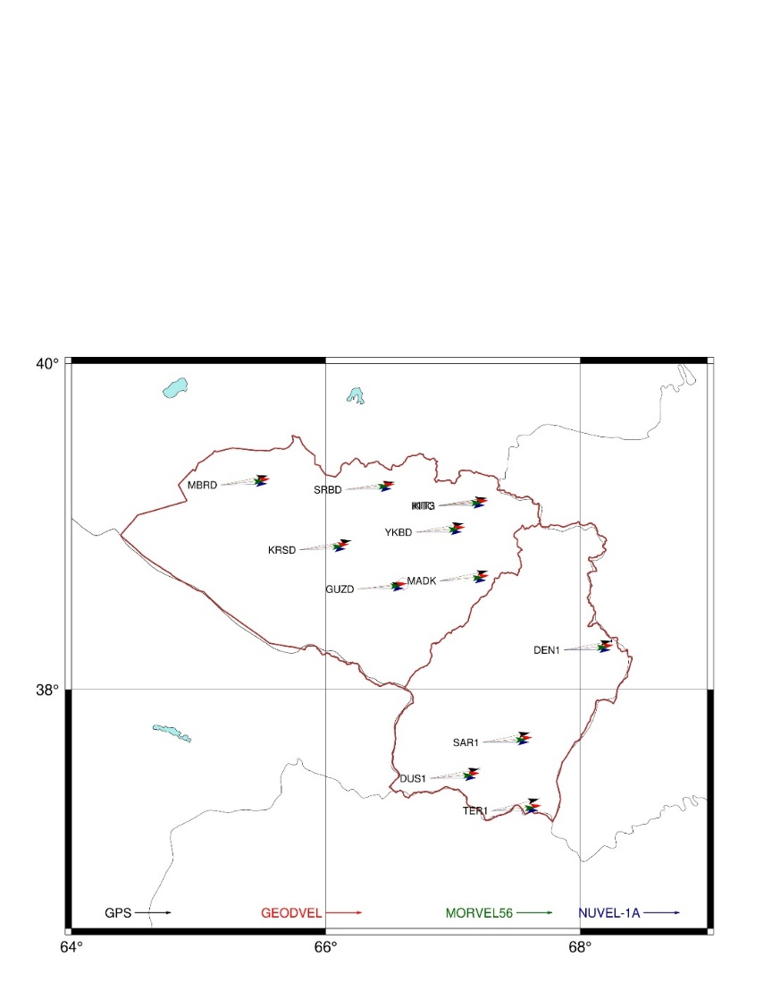 40°
MBRD
SRBD
YKBD
KRSD
MADK
GUZD
DEN1
38°
SAR1
DUS1
TER1
GPS GEODVEL MORVEL56 NUVEL-1A
64° 66° 68°